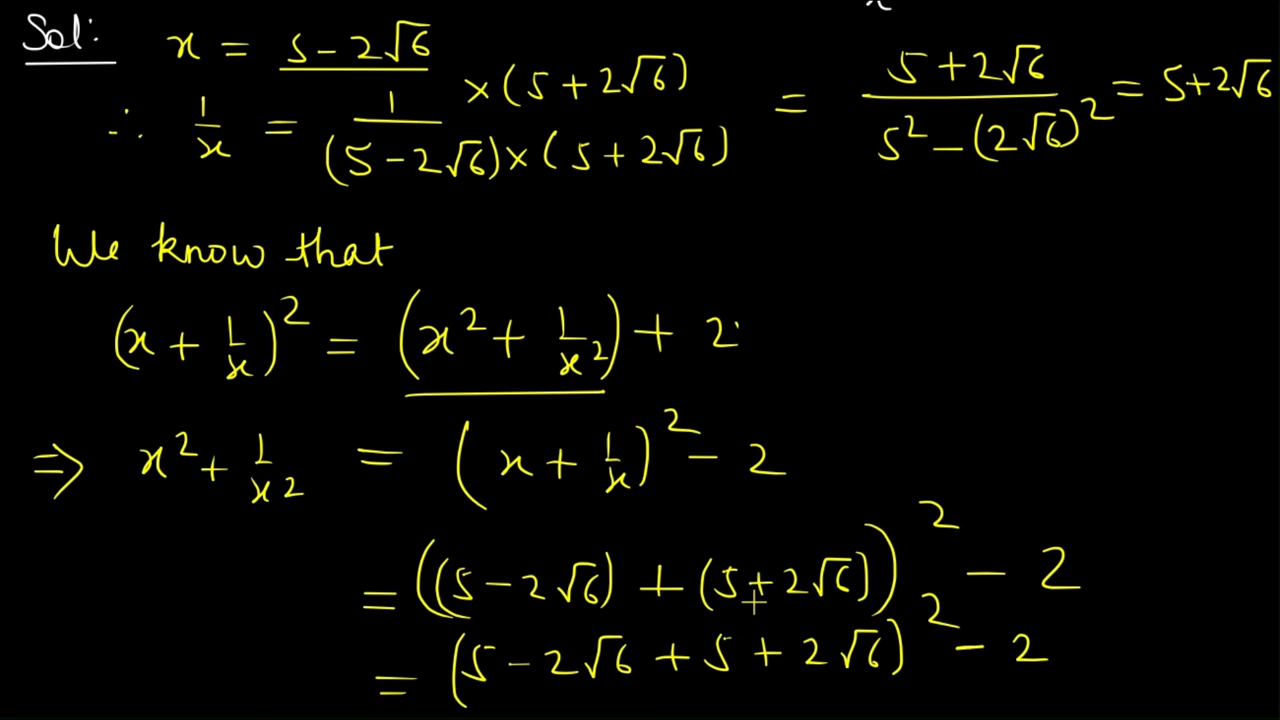 Sol:
x = 5 - 2√6
∴ 1/x = 1/(5 - 2√6) × (5 + 2√6)/(5 + 2√6) = (5 + 2√6)/(5² - (2√6)²) = 5 + 2√6
We know that
(x + 1/x)² = (x² + 1/x²) + 2
⇒ x² + 1/x² = (x + 1/x)² - 2
= ((5 - 2√6) + (5 + 2√6))² - 2
= (5 - 2√6 + 5 + 2√6)² - 2